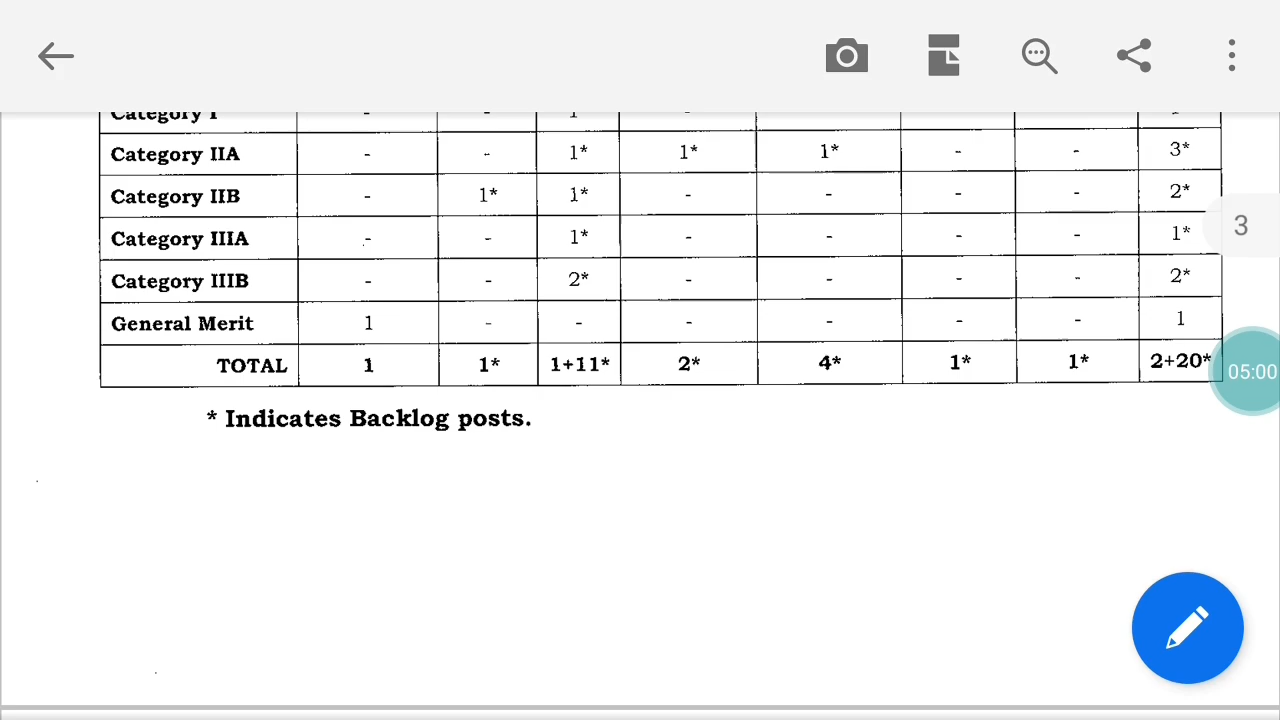 Category I - - 1 -
Category IIA - - 1* 1* 1* - - 3*
Category IIB - 1* 1* - - - - 2*
Category IIIA - - 1* - - - - 1*
Category IIIB - - 2* - - - - 2*
General Merit 1 - - - - - - 1
TOTAL 1 1* 1+11* 2* 4* 1* 1* 2+20*
* Indicates Backlog posts.
3
05:00